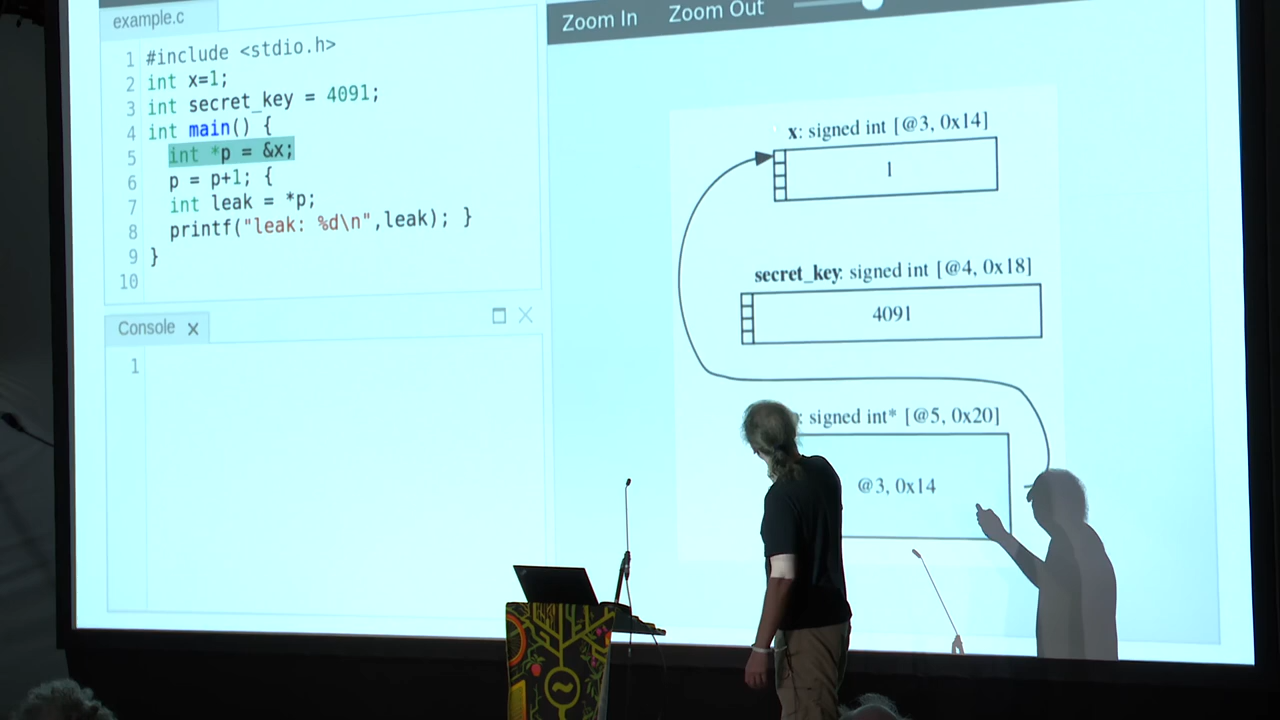 example.c
1 #include <stdio.h>
2 int x=1;
3 int secret_key = 4091;
4 int main() {
5 int *p = &x;
6 p = p+1; {
7 int leak = *p;
8 printf("leak: %d\n",leak); }
9 }
10
Console x
1
Zoom In Zoom Out
x: signed int [@3, 0x14]
1
secret_key: signed int [@4, 0x18]
4091
: signed int* [@5, 0x20]
@3, 0x14